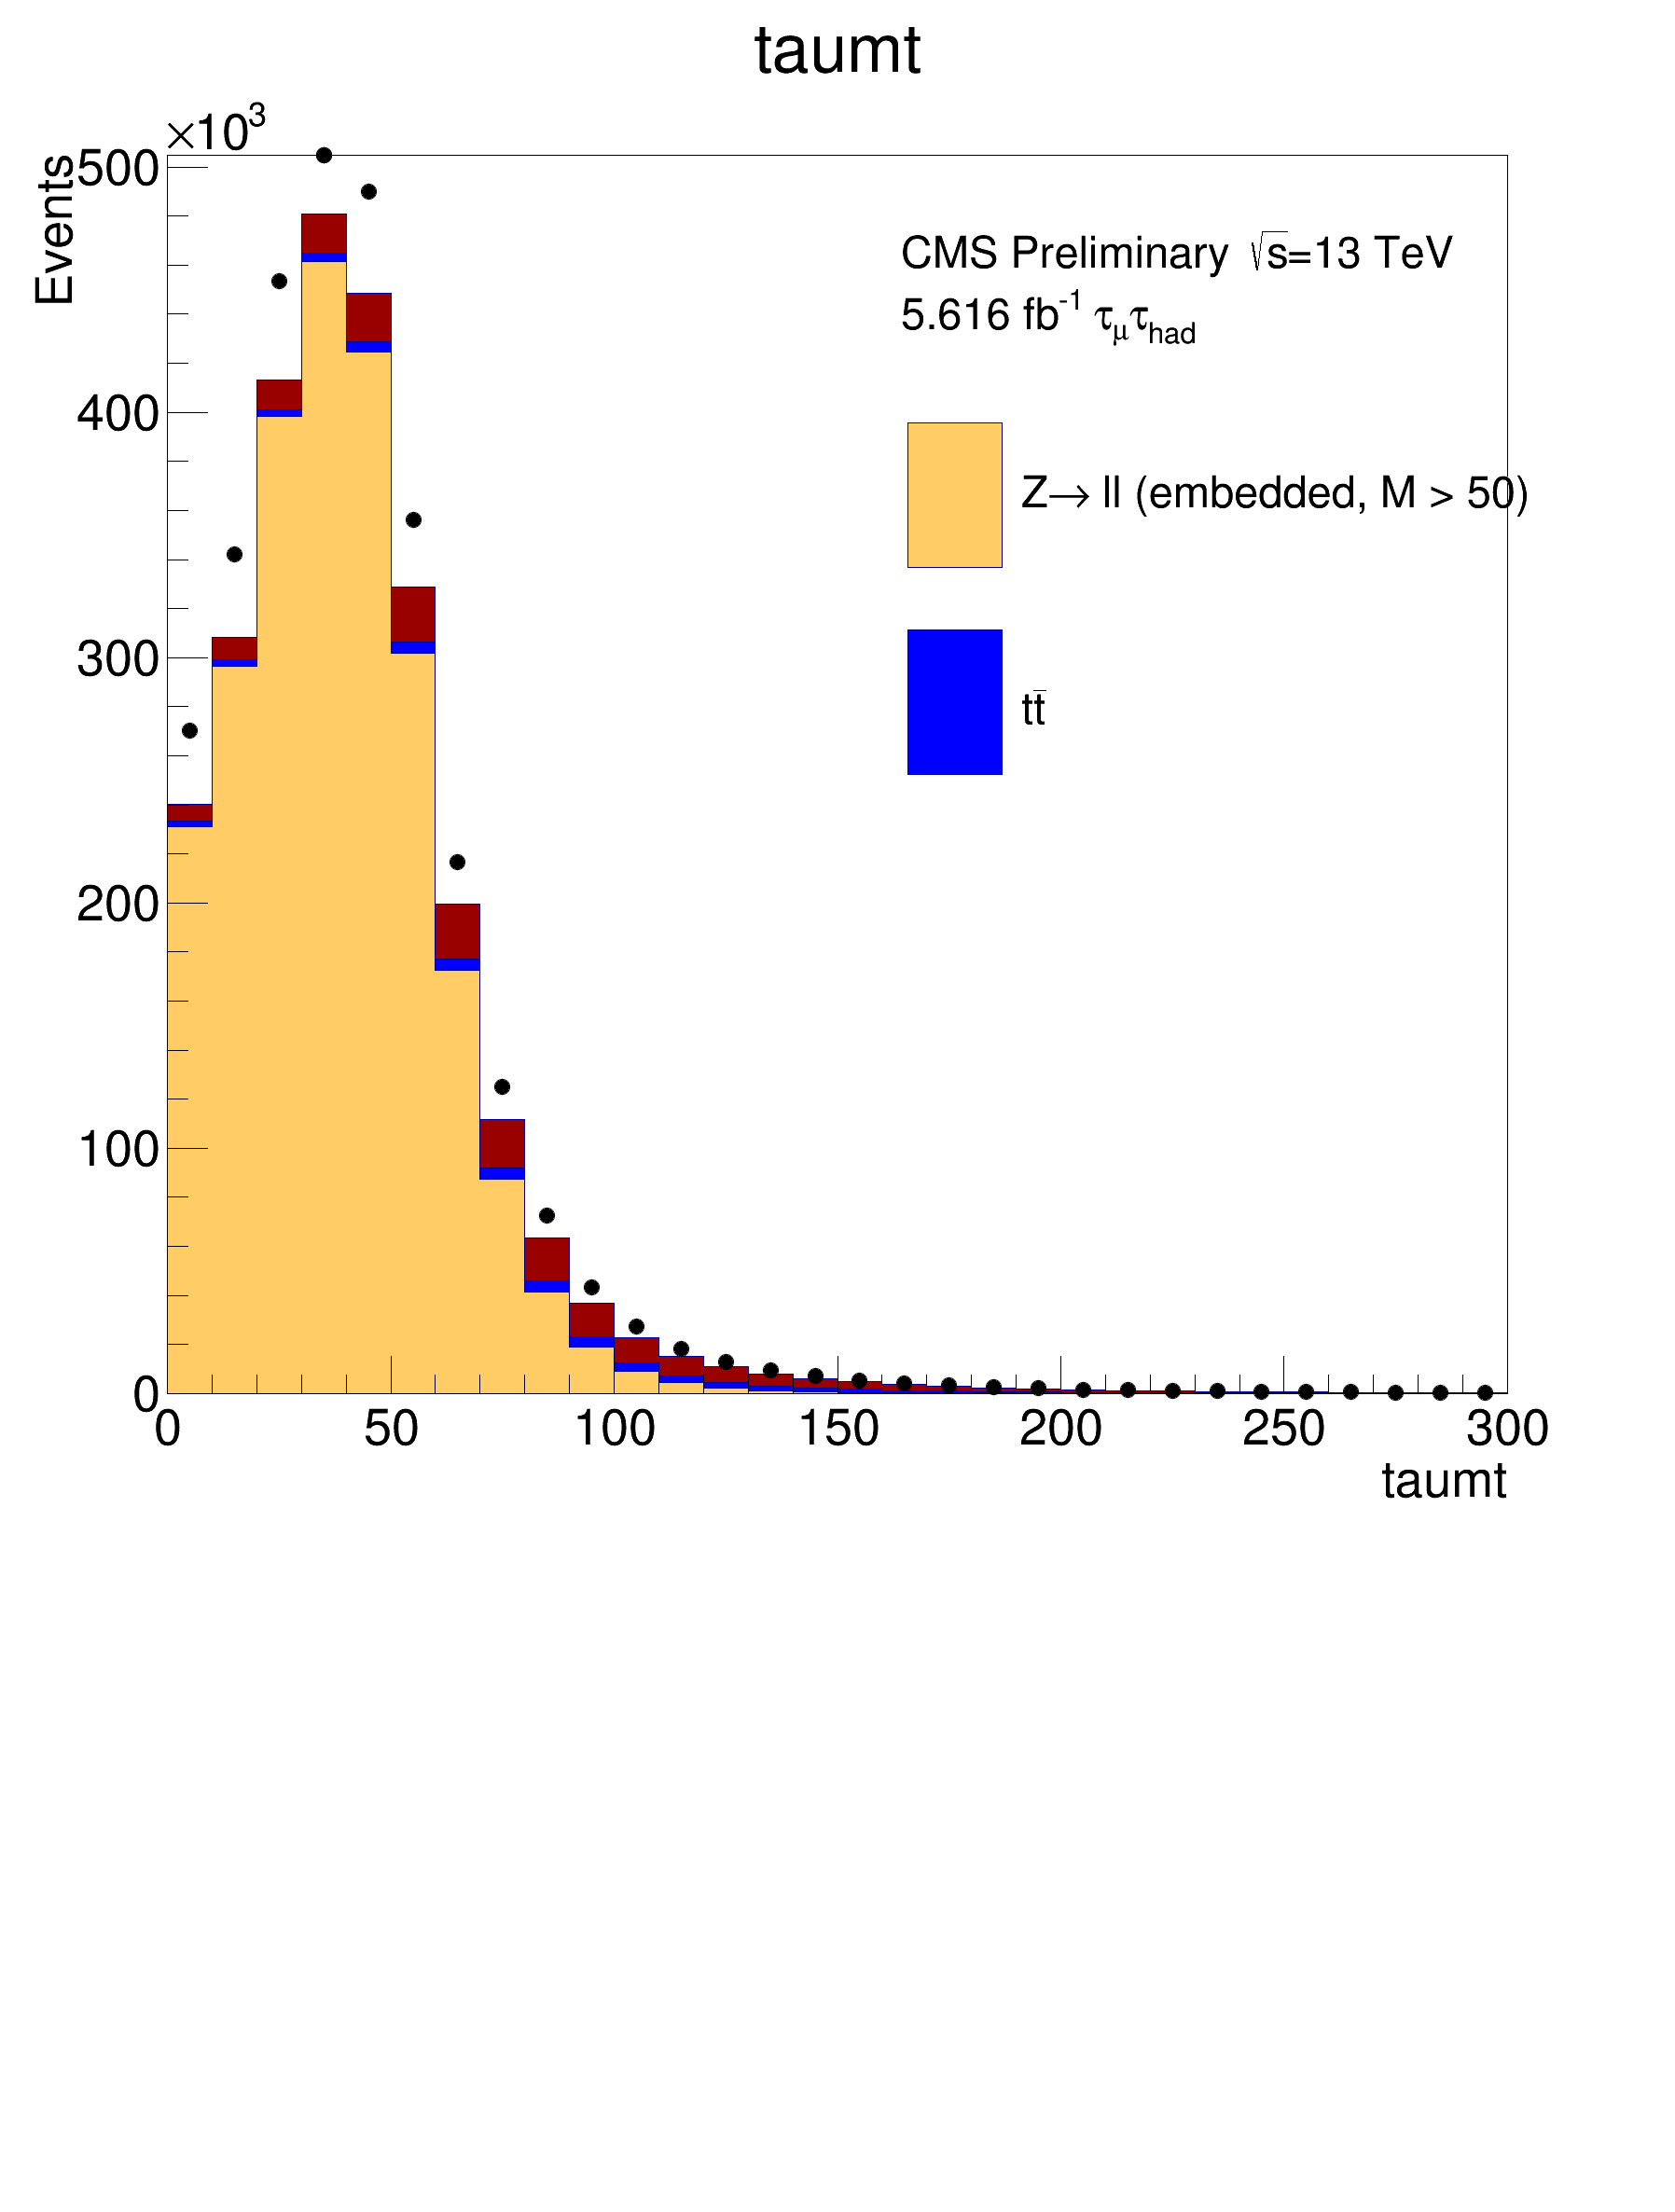 taumt
×10³
Events
500
400
300
200
100
0
CMS Preliminary √s=13 TeV
5.616 fb⁻¹ τ_μτ_had
Z→ ll (embedded, M > 50)
tt̄
0 50 100 150 200 250 300
taumt